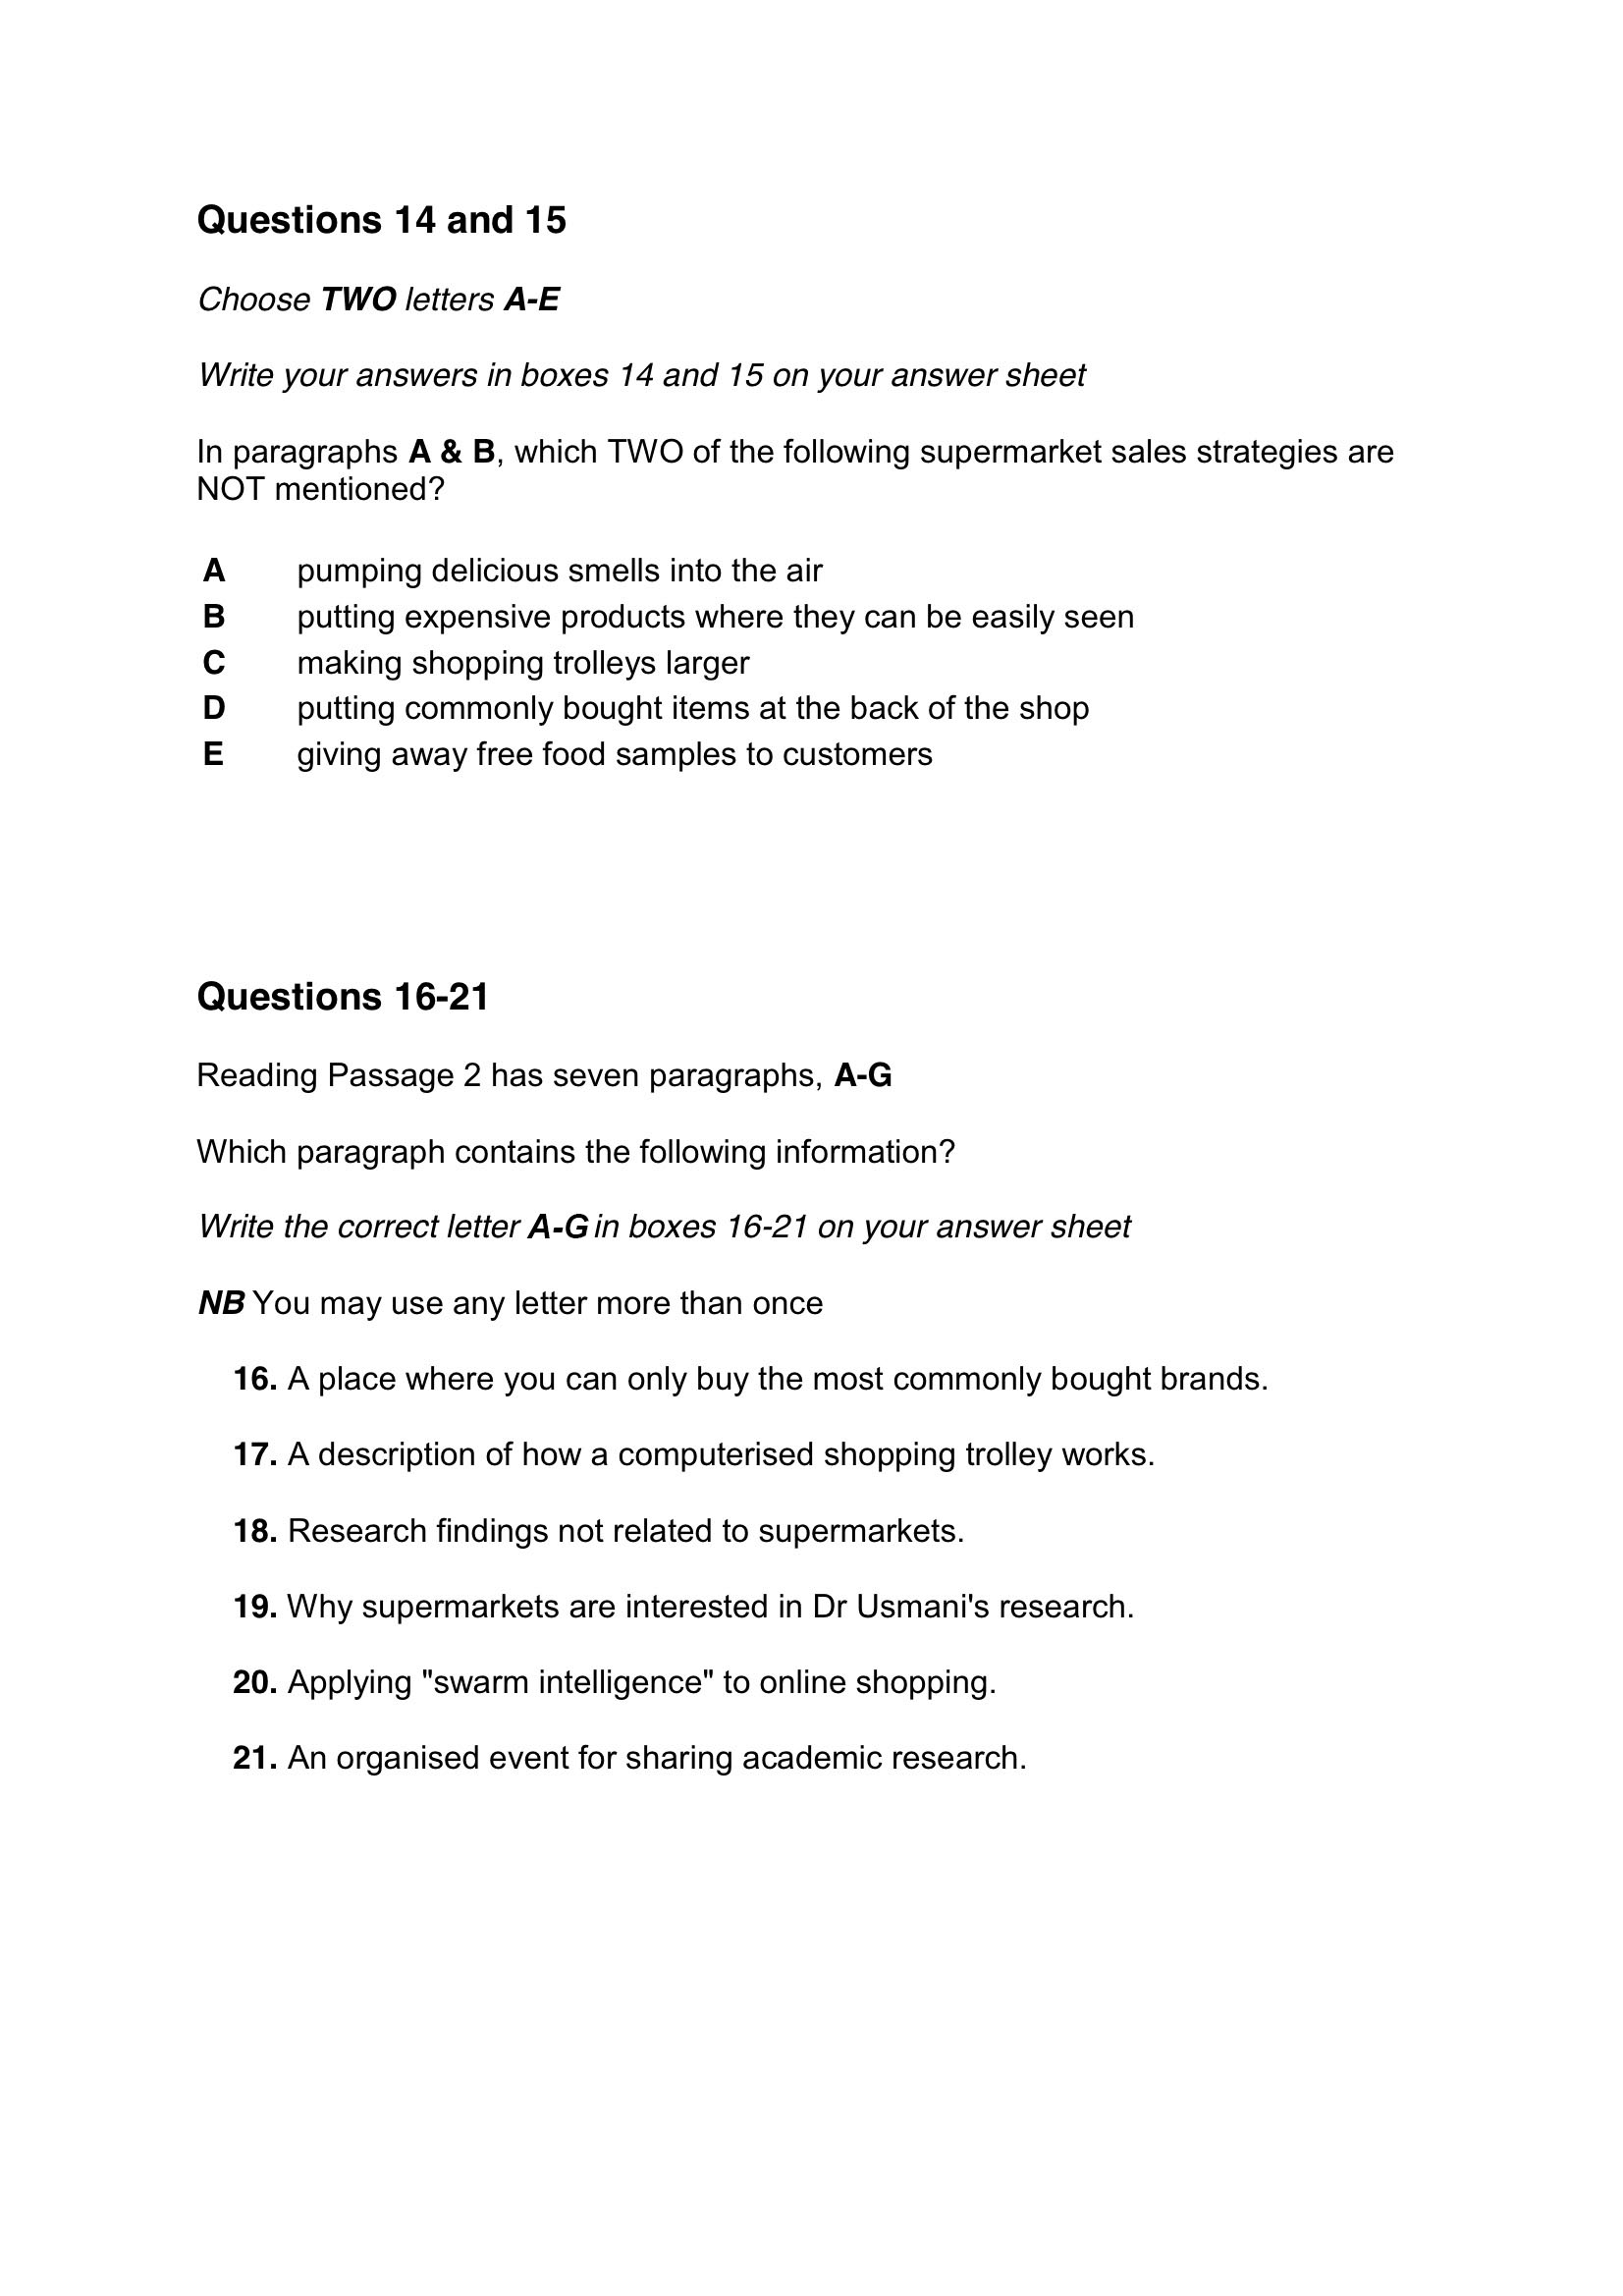 Questions 14 and 15
Choose TWO letters A-E
Write your answers in boxes 14 and 15 on your answer sheet
In paragraphs A & B, which TWO of the following supermarket sales strategies are
NOT mentioned?
A pumping delicious smells into the air
B putting expensive products where they can be easily seen
C making shopping trolleys larger
D putting commonly bought items at the back of the shop
E giving away free food samples to customers
Questions 16-21
Reading Passage 2 has seven paragraphs, A-G
Which paragraph contains the following information?
Write the correct letter A-G in boxes 16-21 on your answer sheet
NB You may use any letter more than once
16. A place where you can only buy the most commonly bought brands.
17. A description of how a computerised shopping trolley works.
18. Research findings not related to supermarkets.
19. Why supermarkets are interested in Dr Usmani's research.
20. Applying "swarm intelligence" to online shopping.
21. An organised event for sharing academic research.